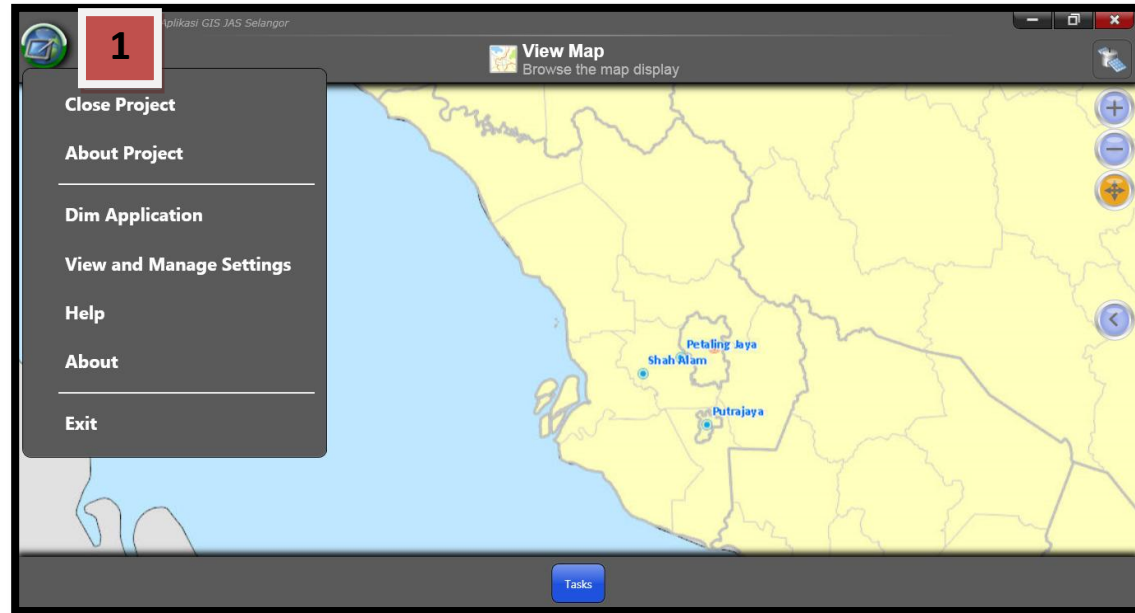 Aplikasi GIS JAS Selangor
1
View Map
Browse the map display
Close Project
About Project
Dim Application
View and Manage Settings
Help
About
Exit
Petaling Jaya
Shah Alam
Putrajaya
Tasks